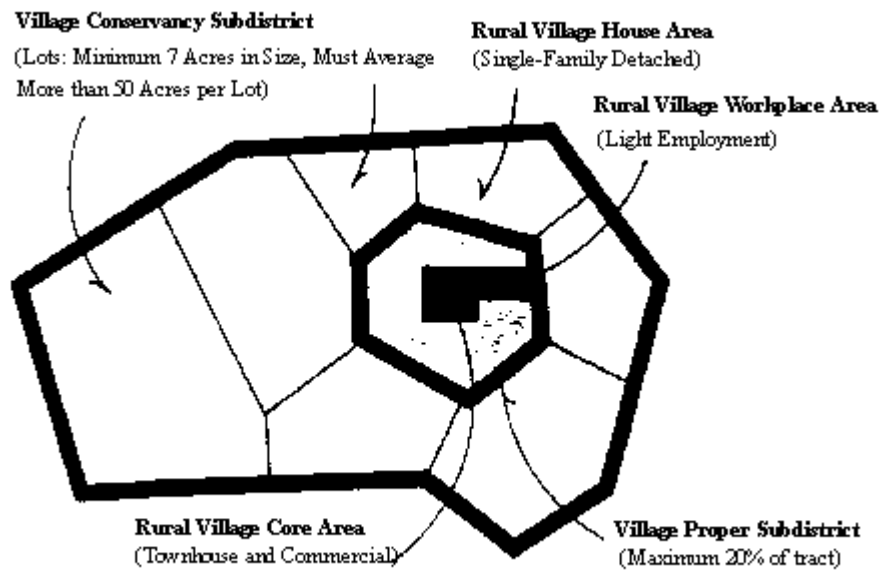 Village Conservancy Subdistrict
(Lots: Minimum 7 Acres in Size, Must Average
More than 50 Acres per Lot)
Rural Village House Area
(Single-Family Detached)
Rural Village Workplace Area
(Light Employment)
Rural Village Core Area
(Townhouse and Commercial)
Village Proper Subdistrict
(Maximum 20% of tract)